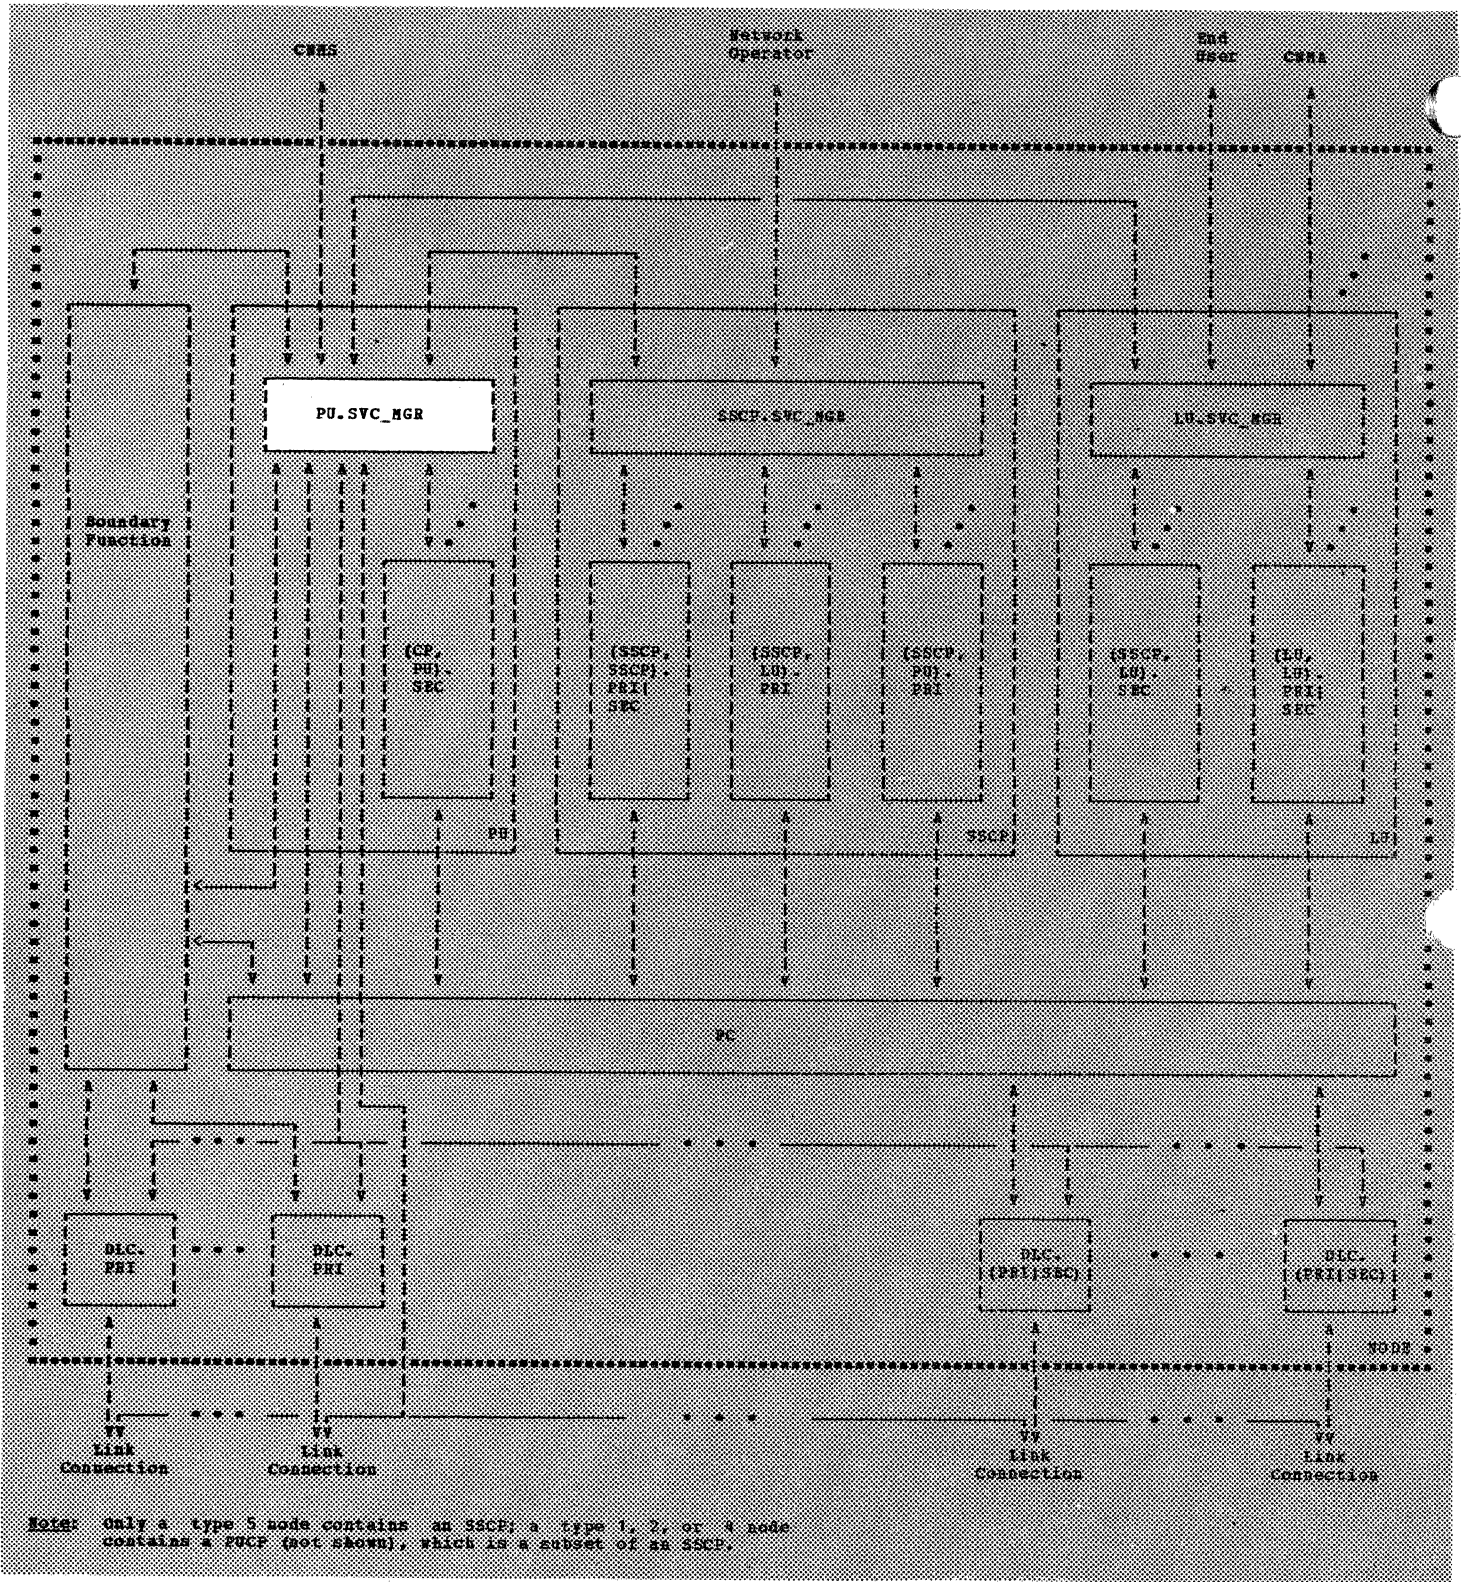 CNMS
Network
Operator
End
User
CNMA
PU.SVC_MGR
SSCP.SVC_MGR
LU.SVC_MGR
Boundary
Function
(CP,
PU).
SEC
(SSCP,
SSCP).
PRI|
SEC
(SSCP,
LU).
PRI
(SSCP,
PU).
PRI
(SSCP,
LU).
SEC
(LU,
LU).
PRI|
SEC
PU
SSCP
LU
PC
DLC.
PRI
DLC.
PRI
DLC.
(PRI|SEC)
DLC.
(PRI|SEC)
NODE
Link
Connection
Link
Connection
Link
Connection
Link
Connection
Note: Only a type 5 node contains an SSCP; a type 1, 2, or 4 node
contains a PUCP (not shown), which is a subset of an SSCP.